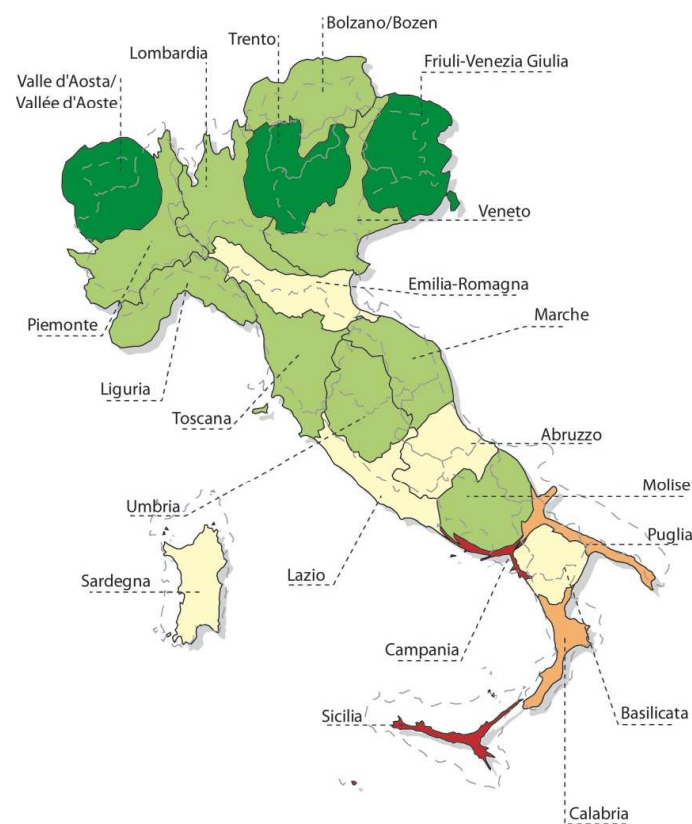 Bolzano/Bozen
Trento
Lombardia
Friuli-Venezia Giulia
Valle d'Aosta/
Vallée d'Aoste
Veneto
Emilia-Romagna
Marche
Piemonte
Liguria
Toscana
Abruzzo
Molise
Umbria
Puglia
Lazio
Sardegna
Campania
Sicilia
Basilicata
Calabria